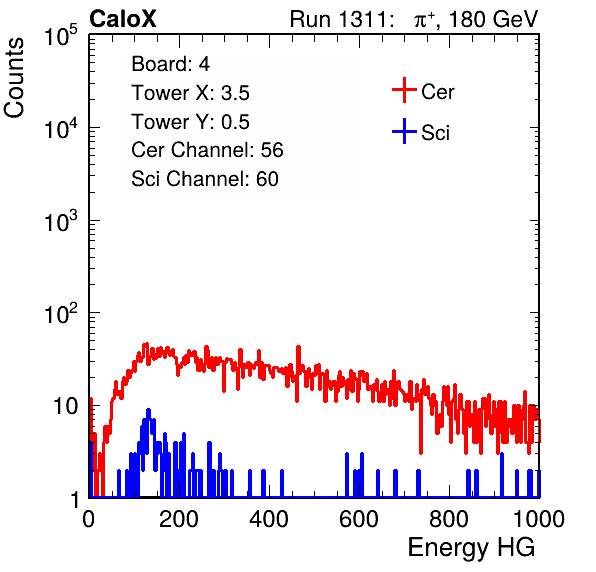 CaloX Run 1311: π⁺, 180 GeV
Counts
Board: 4
Tower X: 3.5
Tower Y: 0.5
Cer Channel: 56
Sci Channel: 60
Cer
Sci
10⁵
10⁴
10³
10²
10
1
0 200 400 600 800 1000
Energy HG